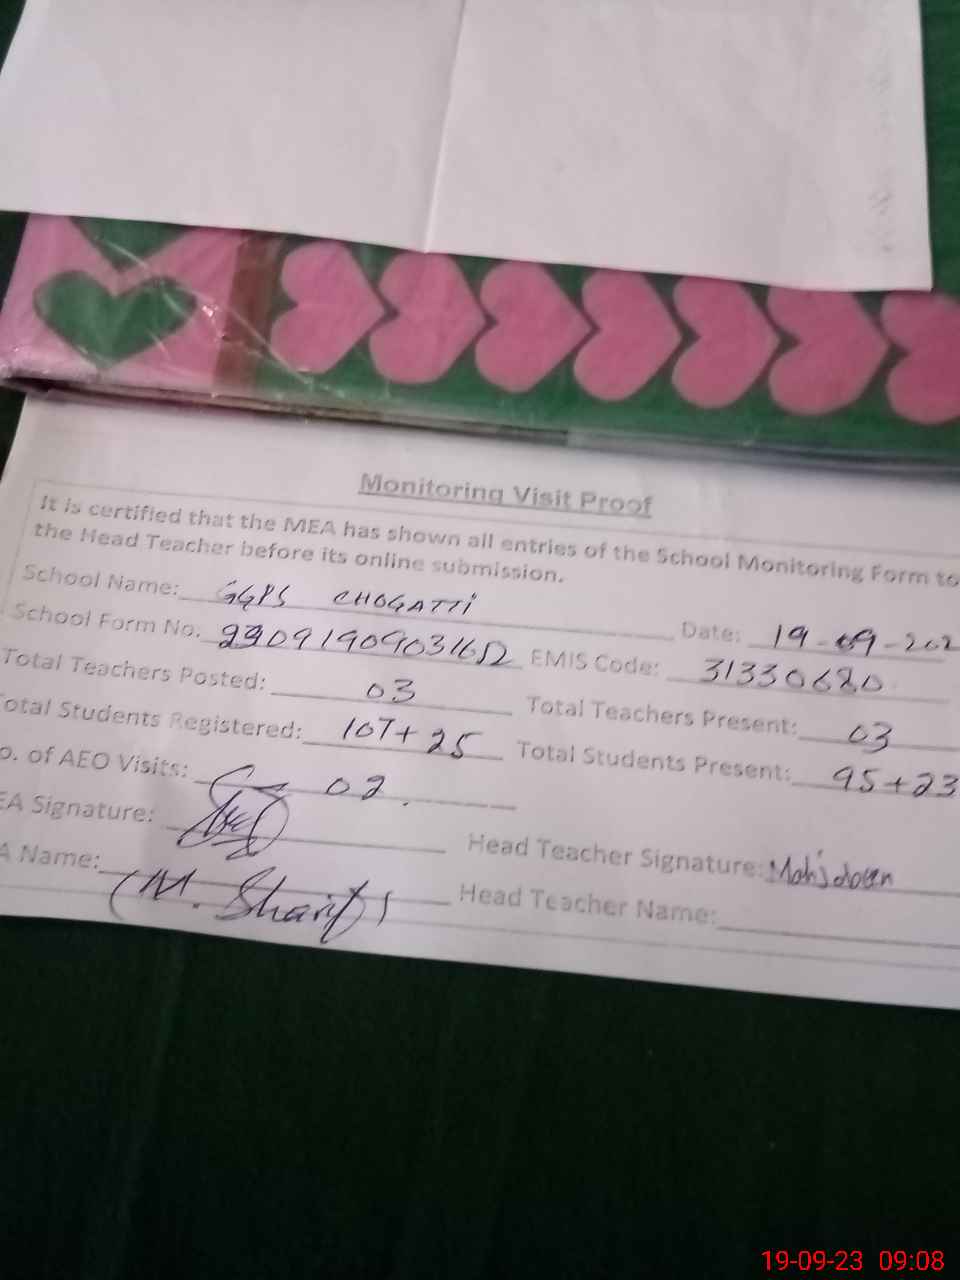 Monitoring Visit Proof
It is certified that the MEA has shown all entries of the School Monitoring Form to
the Head Teacher before its online submission.
School Name: GGPS CHOGATTI Date: 19-09-202
School Form No. EMIS Code: 31330680
Total Teachers Posted: 03 Total Teachers Present: 03
otal Students Registered: 107+25 Total Students Present: 95+23
o. of AEO Visits: 02.
EA Signature: Head Teacher Signature: Mahjabeen
A Name: (M. Sharif) Head Teacher Name:
19-09-23 09:08